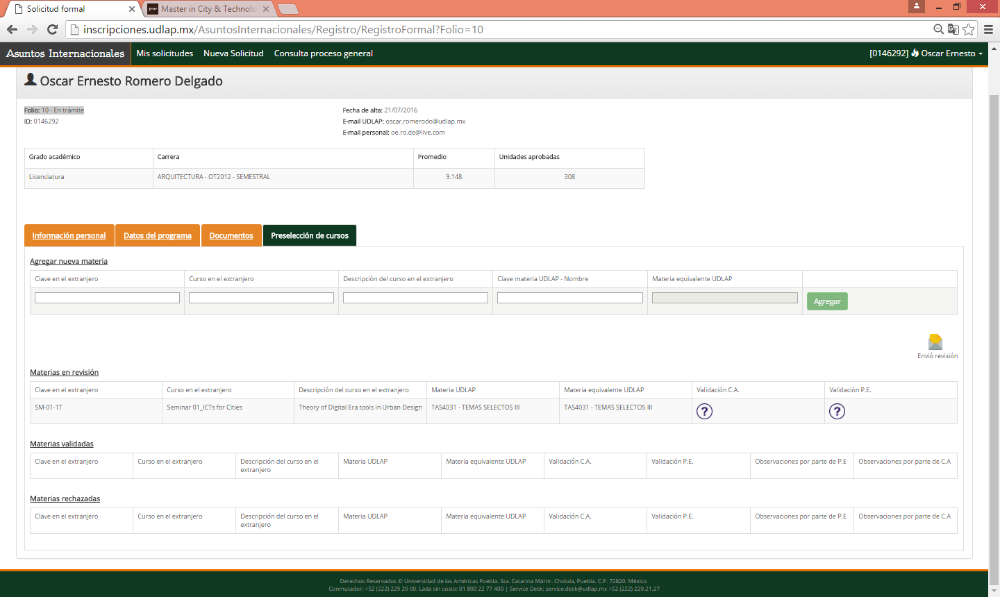 Solicitud formal
Master in City & Technolo
inscripciones.udlap.mx/AsuntosInternacionales/Registro/RegistroFormal?Folio=10
Asuntos Internacionales Mis solicitudes Nueva Solicitud Consulta proceso general [0146292] Oscar Ernesto
Oscar Ernesto Romero Delgado
Folio: 10 - En trámite
ID: 0146292
Fecha de alta: 21/07/2016
E-mail UDLAP: oscar.romerodo@udlap.mx
E-mail personal: oe.ro.de@live.com
Grado académico Carrera Promedio Unidades aprobadas
Licenciatura ARQUITECTURA - OT2012 - SEMESTRAL 9.148 308
Información personal Datos del programa Documentos Preselección de cursos
Agregar nueva materia
Clave en el extranjero Curso en el extranjero Descripción del curso en el extranjero Clave materia UDLAP - Nombre Materia equivalente UDLAP
Agregar
Envió revisión
Materias en revisión
Clave en el extranjero Curso en el extranjero Descripción del curso en el extranjero Materia UDLAP Materia equivalente UDLAP Validación C.A. Validación P.E.
SM-01-1T Seminar 01_ICTs for Cities Theory of Digital Era tools in Urban Design TAS4031 - TEMAS SELECTOS III TAS4031 - TEMAS SELECTOS III ? ?
Materias validadas
Clave en el extranjero Curso en el extranjero Descripción del curso en el extranjero Materia UDLAP Materia equivalente UDLAP Validación C.A. Validación P.E. Observaciones por parte de P.E Observaciones por parte de C.A
Materias rechazadas
Clave en el extranjero Curso en el extranjero Descripción del curso en el extranjero Materia UDLAP Materia equivalente UDLAP Validación C.A. Validación P.E. Observaciones por parte de P.E Observaciones por parte de C.A
Derechos Reservados © Universidad de las Américas Puebla. Sta. Catarina Mártir. Cholula, Puebla. C.P. 72820. México
Conmutador: +52 (222) 229 20 00. Lada sin costo: 01 800 22 77 400 | Service Desk: service.desk@udlap.mx +52 (222) 229.21.27